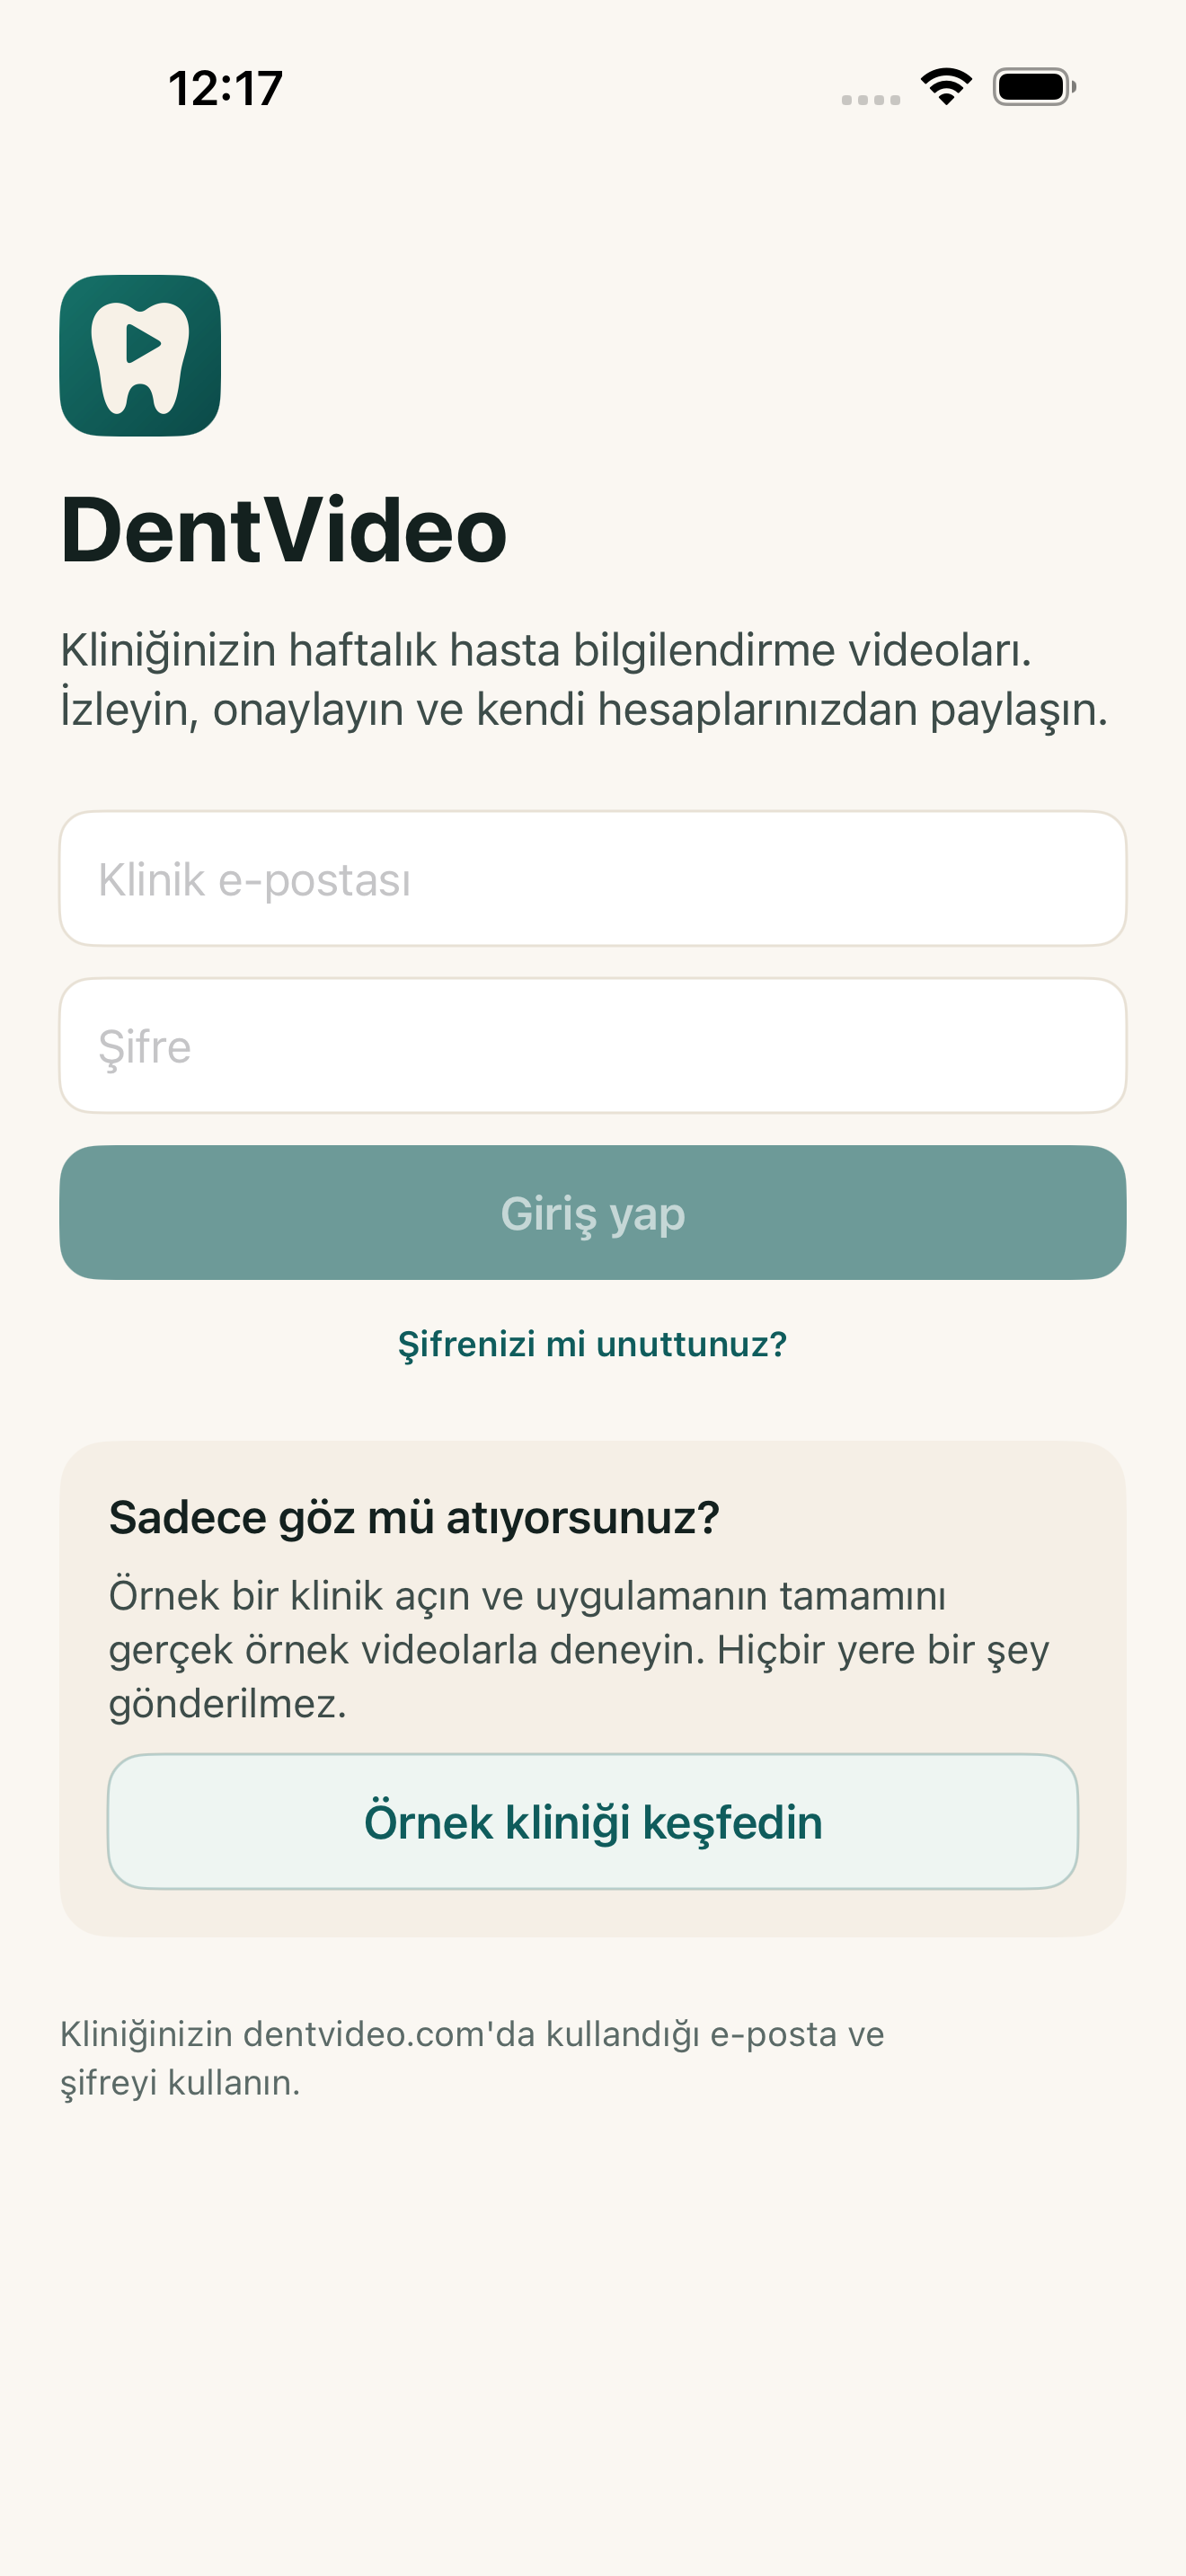 12:17
DentVideo
Kliniğinizin haftalık hasta bilgilendirme videoları.
İzleyin, onaylayın ve kendi hesaplarınızdan paylaşın.
Klinik e-postası
Şifre
Giriş yap
Şifrenizi mi unuttunuz?
Sadece göz mü atıyorsunuz?
Örnek bir klinik açın ve uygulamanın tamamını
gerçek örnek videolarla deneyin. Hiçbir yere bir şey
gönderilmez.
Örnek kliniği keşfedin
Kliniğinizin dentvideo.com'da kullandığı e-posta ve
şifreyi kullanın.